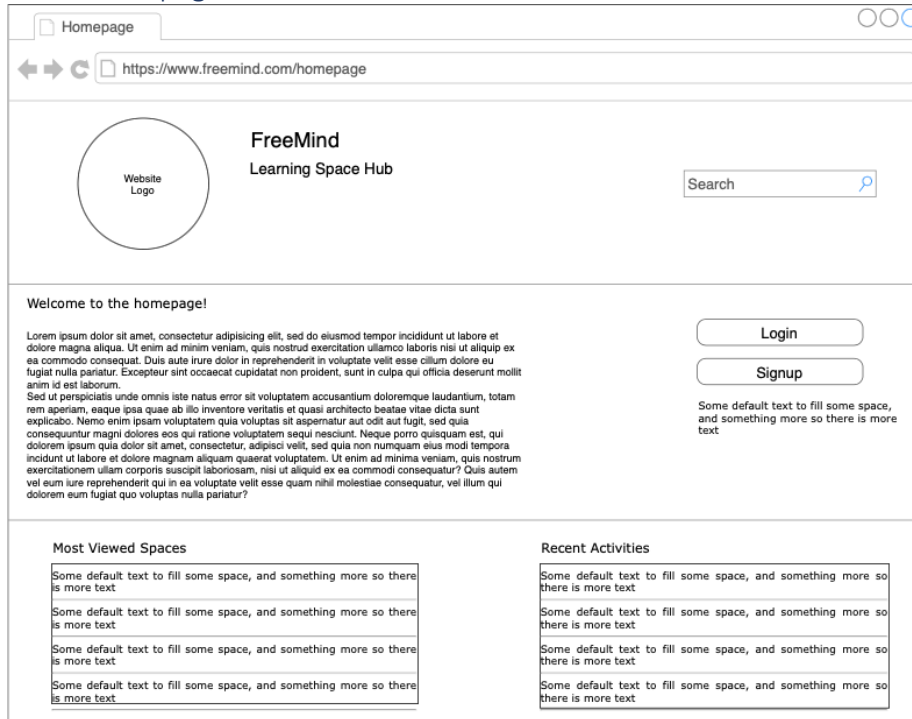 Homepage
https://www.freemind.com/homepage
Website
Logo
FreeMind
Learning Space Hub
Search
Welcome to the homepage!
Lorem ipsum dolor sit amet, consectetur adipisicing elit, sed do eiusmod tempor incididunt ut labore et
dolore magna aliqua. Ut enim ad minim veniam, quis nostrud exercitation ullamco laboris nisi ut aliquip ex
ea commodo consequat. Duis aute irure dolor in reprehenderit in voluptate velit esse cillum dolore eu
fugiat nulla pariatur. Excepteur sint occaecat cupidatat non proident, sunt in culpa qui officia deserunt mollit
anim id est laborum.
Sed ut perspiciatis unde omnis iste natus error sit voluptatem accusantium doloremque laudantium, totam
rem aperiam, eaque ipsa quae ab illo inventore veritatis et quasi architecto beatae vitae dicta sunt
explicabo. Nemo enim ipsam voluptatem quia voluptas sit aspernatur aut odit aut fugit, sed quia
consequuntur magni dolores eos qui ratione voluptatem sequi nesciunt. Neque porro quisquam est, qui
dolorem ipsum quia dolor sit amet, consectetur, adipisci velit, sed quia non numquam eius modi tempora
incidunt ut labore et dolore magnam aliquam quaerat voluptatem. Ut enim ad minima veniam, quis nostrum
exercitationem ullam corporis suscipit laboriosam, nisi ut aliquid ex ea commodi consequatur? Quis autem
vel eum iure reprehenderit qui in ea voluptate velit esse quam nihil molestiae consequatur, vel illum qui
dolorem eum fugiat quo voluptas nulla pariatur?
Login
Signup
Some default text to fill some space,
and something more so there is more
text
Most Viewed Spaces
Some default text to fill some space, and something more so there
is more text
Some default text to fill some space, and something more so there
is more text
Some default text to fill some space, and something more so there
is more text
Some default text to fill some space, and something more so there
is more text
Recent Activities
Some default text to fill some space, and something more so
there is more text
Some default text to fill some space, and something more so
there is more text
Some default text to fill some space, and something more so
there is more text
Some default text to fill some space, and something more so
there is more text